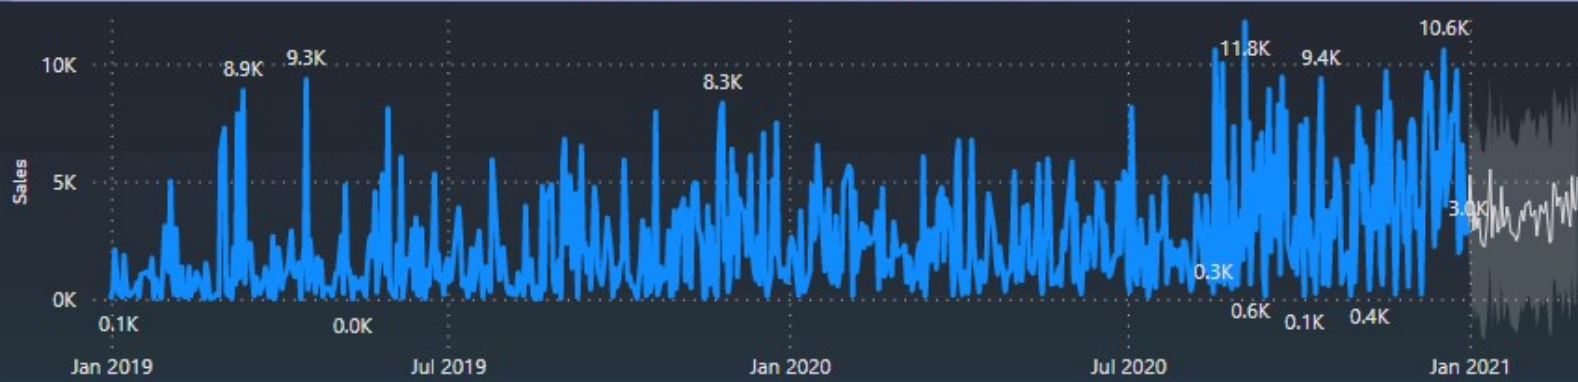 10.6K
11.8K
9.3K
9.4K
8.9K
10K
8.3K
Sales
5K
3.0K
0.3K
0K
0.6K
0.4K
0.1K
0.1K
0.0K
Jan 2019
Jul 2019
Jan 2020
Jul 2020
Jan 2021